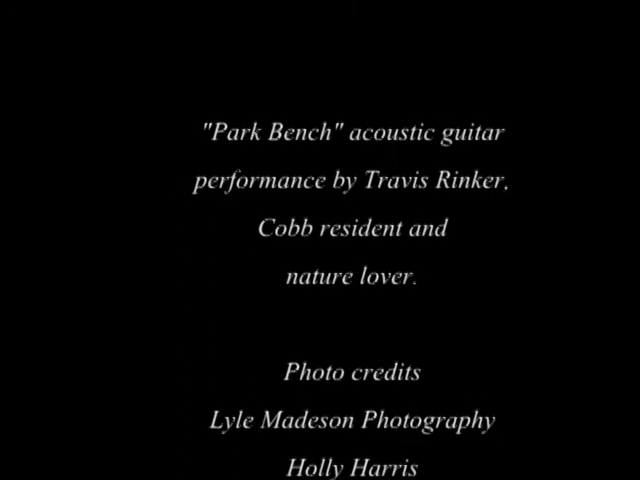 "Park Bench" acoustic guitar
performance by Travis Rinker,
Cobb resident and
nature lover.
Photo credits
Lyle Madeson Photography
Holly Harris